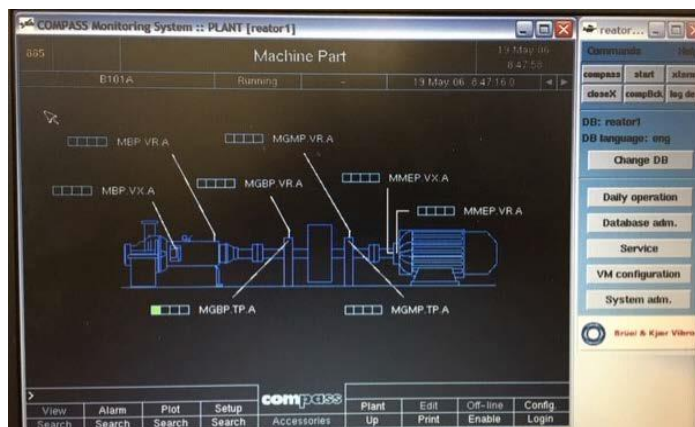 COMPASS Monitoring System :: PLANT [reator1]
885
Machine Part
19 May 06
8:47:58
B101A
Running
-
19 May 06 8:47:16.0
MBP.VR.A
MGMP.VR.A
MBP.VX.A
MGBP.VR.A
MMEP.VX.A
MMEP.VR.A
MGBP.TP.A
MGMP.TP.A
>
compass
View
Alarm
Plot
Setup
Accessories
Plant
Edit
Off-line
Config.
Search
Search
Search
Search
Up
Print
Enable
Login
reator...
Commands
compass
start
closeX
compBck
DB: reator1
DB language: eng
Change DB
Daily operation
Database adm.
Service
VM configuration
System adm.
Brüel & Kjær Vibro